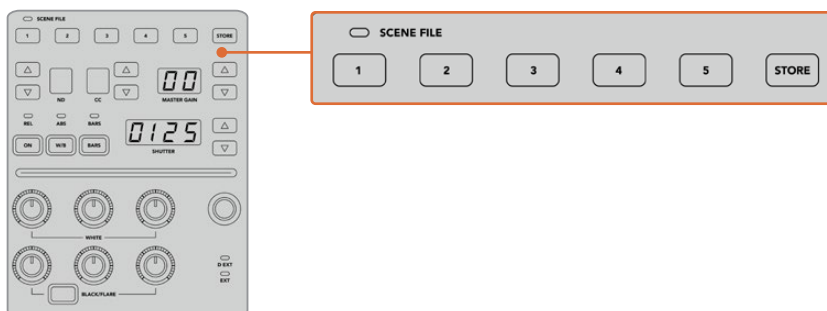 SCENE FILE
1 2 3 4 5 STORE
ND CC 00 MASTER GAIN
REL ABS BARS
ON W/B BARS 0125 SHUTTER
WHITE
D EXT
EXT
BLACK/FLARE
SCENE FILE
1 2 3 4 5 STORE